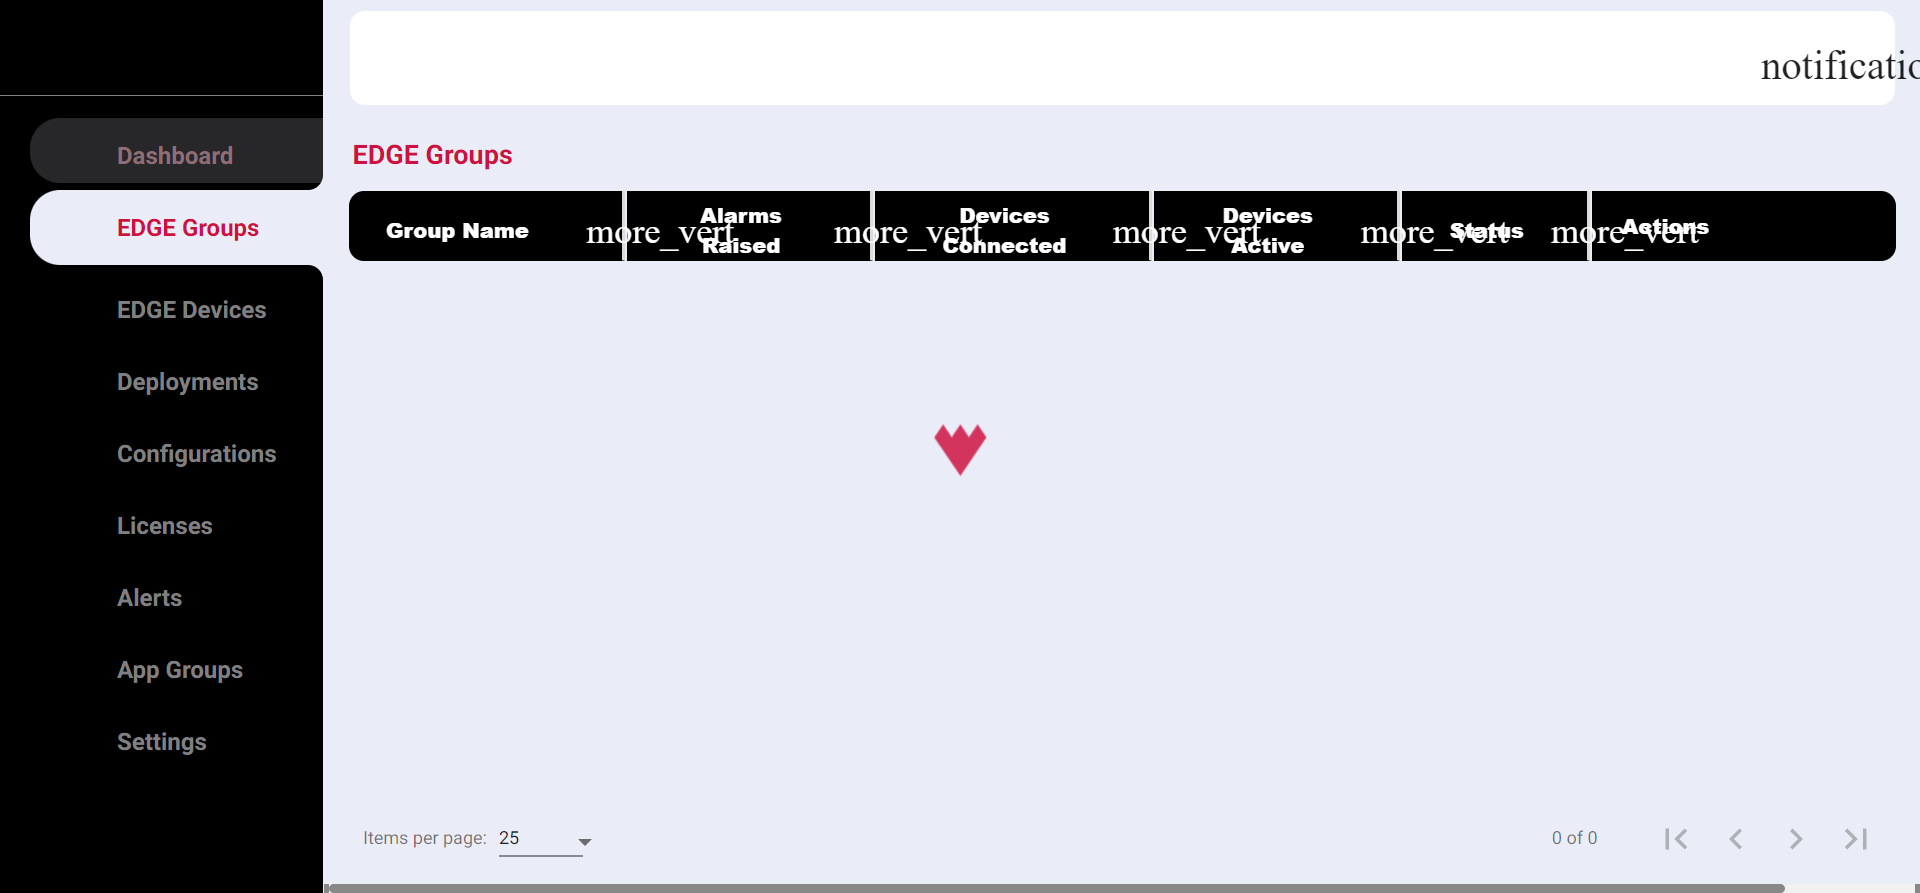 notificatio
Dashboard
EDGE Groups
EDGE Devices
Deployments
Configurations
Licenses
Alerts
App Groups
Settings
EDGE Groups
Group Name
more_vert
Alarms
Raised
more_vert
Devices
Connected
more_vert
Devices
Active
more_vert
Status
more_vert
Actions
Items per page: 25
0 of 0